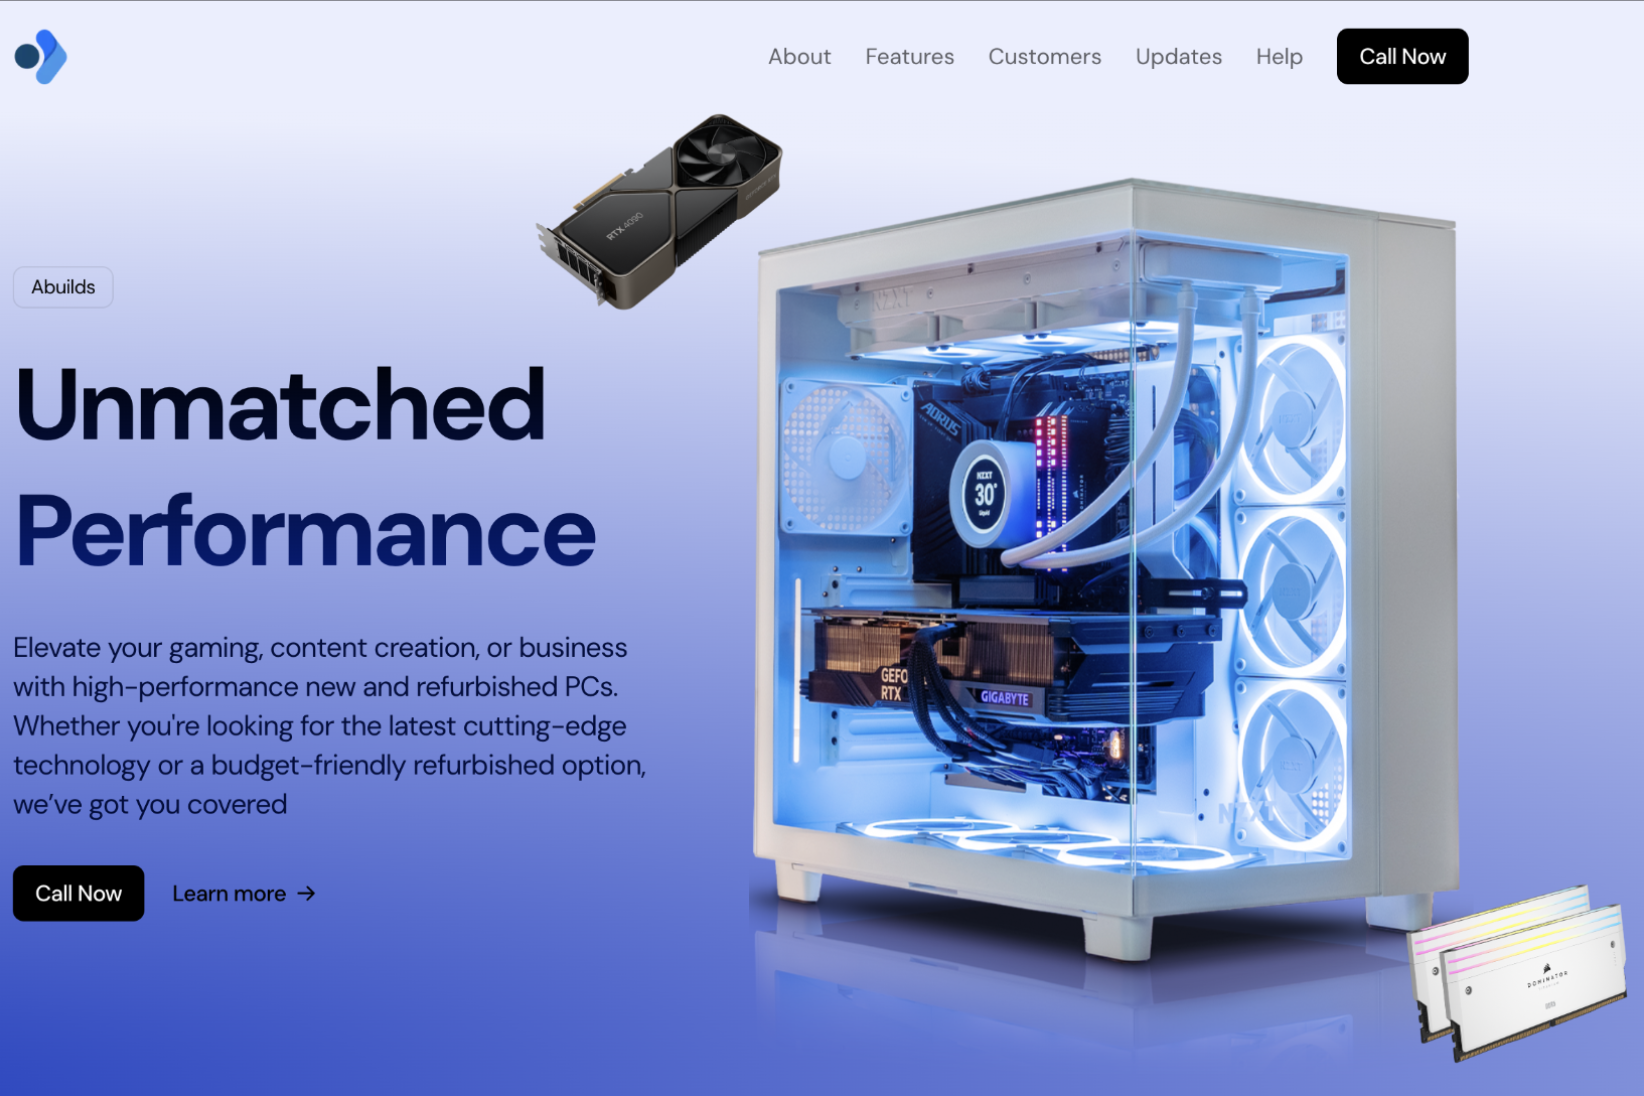 About Features Customers Updates Help Call Now
RTX 4090
Abuilds
Unmatched
Performance
Elevate your gaming, content creation, or business
with high-performance new and refurbished PCs.
Whether you're looking for the latest cutting-edge
technology or a budget-friendly refurbished option,
we’ve got you covered
Call Now
Learn more →
NZXT
AORUS
NZXT
30°
Liquid
DOMINATOR
GEFO
RTX
GIGABYTE
NZXT
DOMINATOR